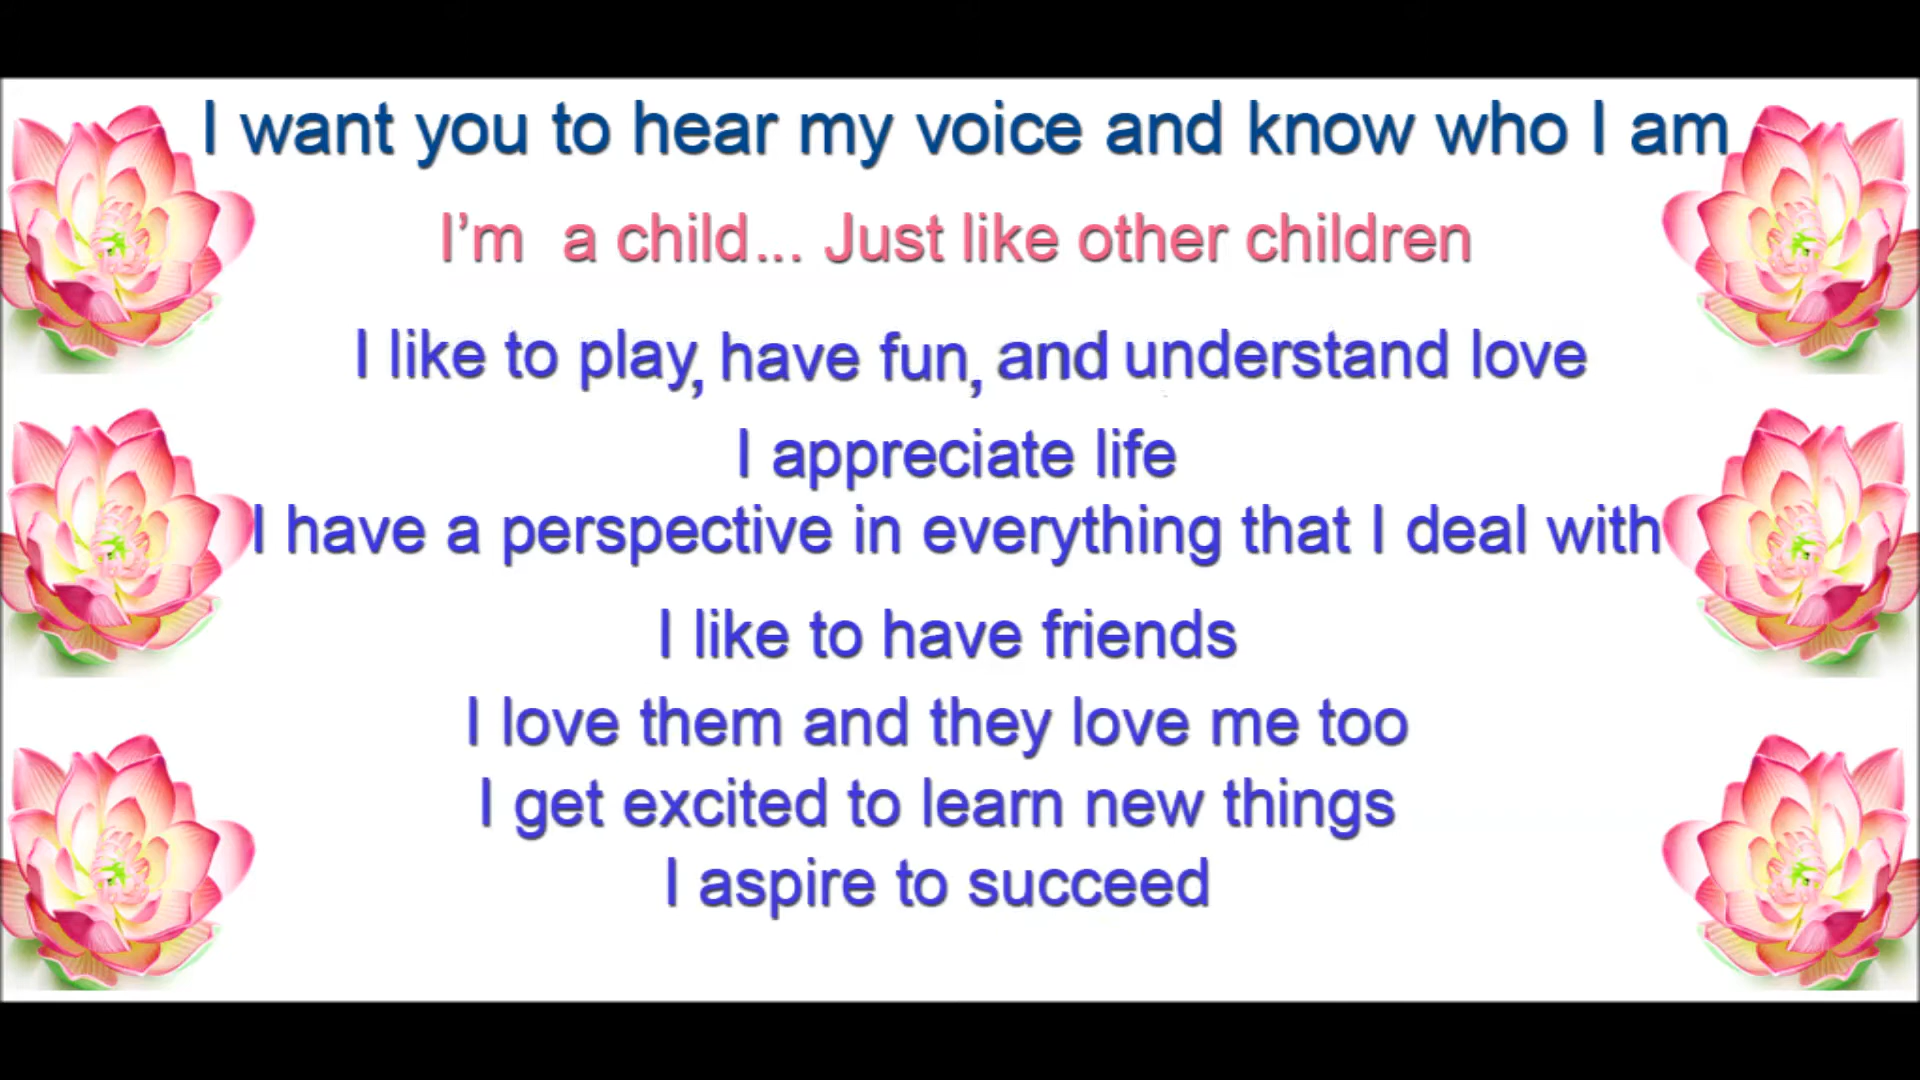 I want you to hear my voice and know who I am
I’m a child... Just like other children
I like to play, have fun, and understand love
I appreciate life
I have a perspective in everything that I deal with
I like to have friends
I love them and they love me too
I get excited to learn new things
I aspire to succeed